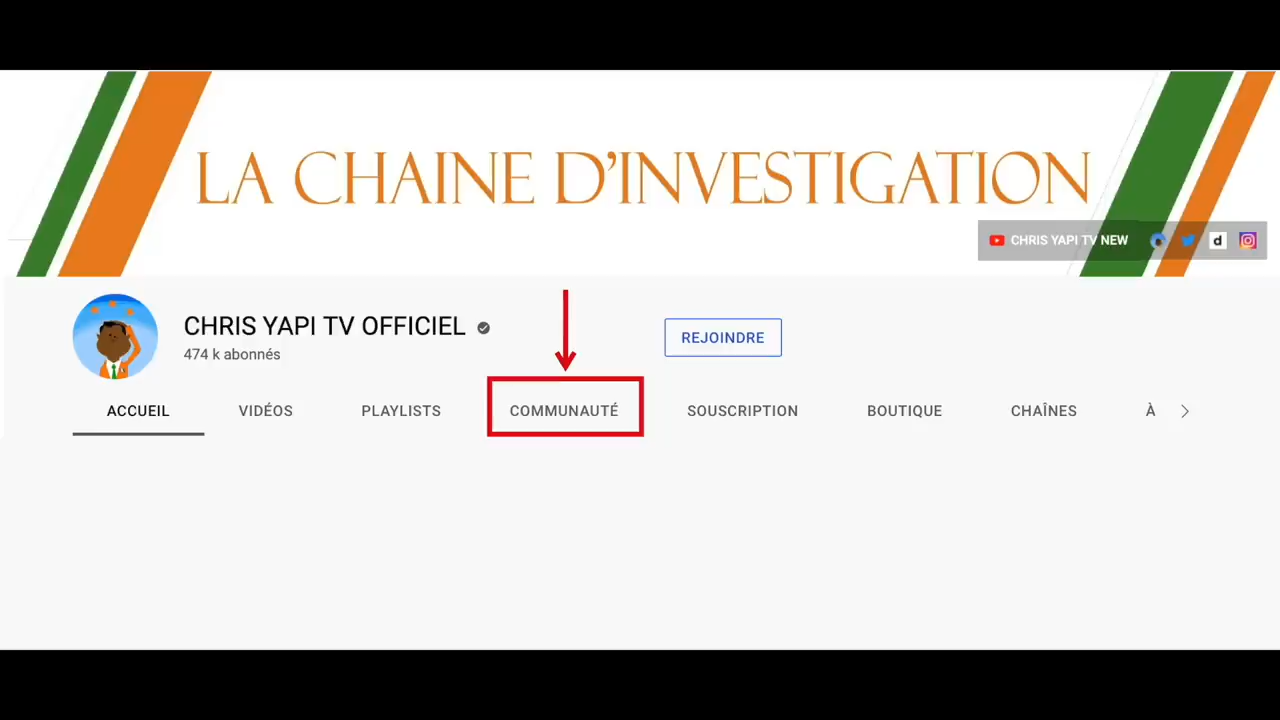 LA CHAINE D'INVESTIGATION
CHRIS YAPI TV NEW
CHRIS YAPI TV OFFICIEL
474 k abonnés
REJOINDRE
ACCUEIL VIDÉOS PLAYLISTS COMMUNAUTÉ SOUSCRIPTION BOUTIQUE CHAÎNES À